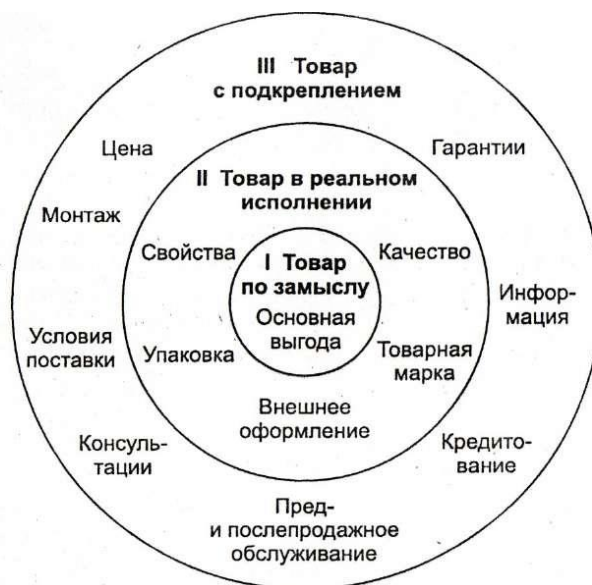 III Товар
с подкреплением
Цена
Гарантии
II Товар в реальном
исполнении
Монтаж
Свойства
Качество
I Товар
по замыслу
Основная
выгода
Инфор-
мация
Условия
поставки
Упаковка
Товарная
марка
Внешнее
оформление
Консуль-
тации
Кредито-
вание
Пред-
и послепродажное
обслуживание